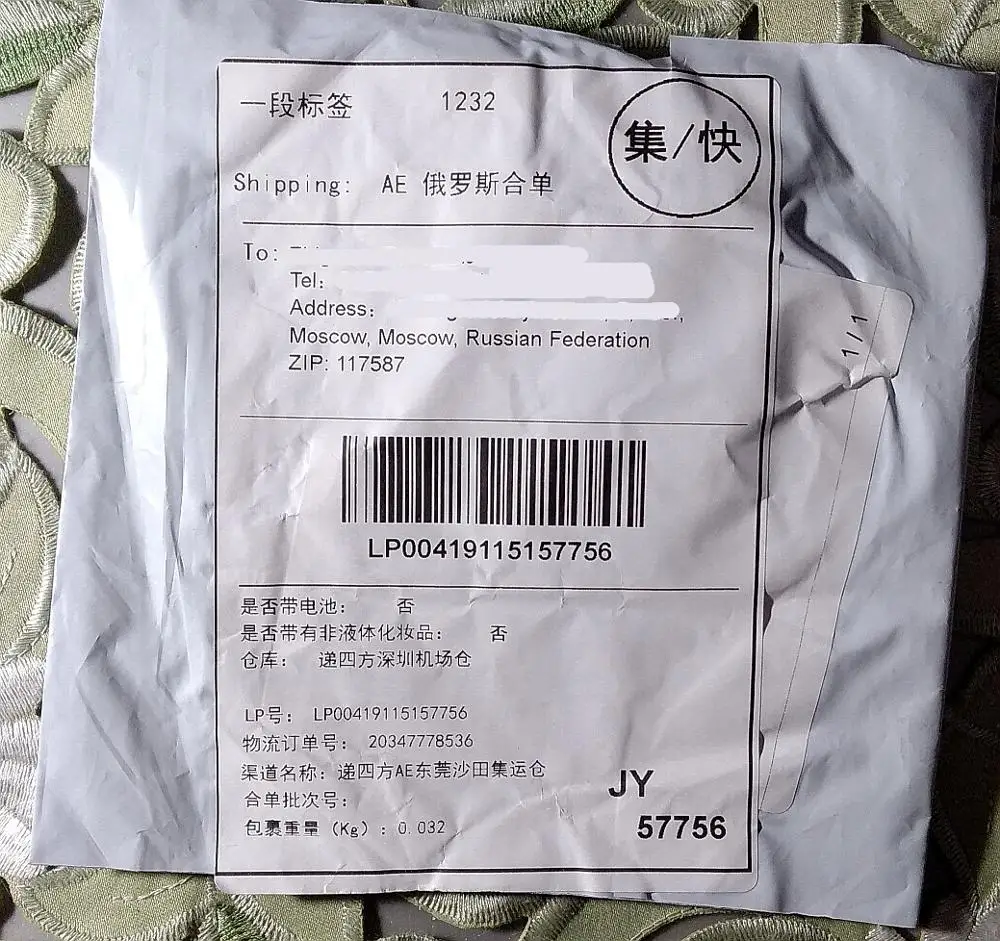 一段标签 1232
集/快
Shipping: AE 俄罗斯合单
To:
Tel:
Address:
Moscow, Moscow, Russian Federation
ZIP: 117587
1/1
LP00419115157756
是否带电池: 否
是否带有非液体化妆品: 否
仓库: 递四方深圳机场仓
LP号: LP00419115157756
物流订单号: 20347778536
渠道名称: 递四方AE东莞沙田集运仓
JY
合单批次号:
包裹重量 (Kg) : 0.032
57756